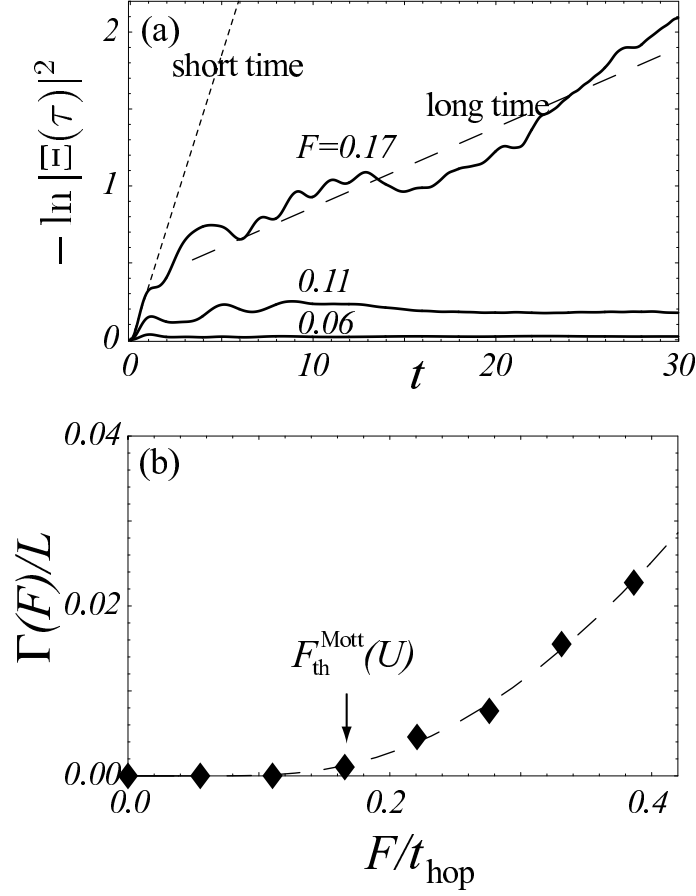 (a)
2
1
0
− ln |Ξ(τ)|²
short time
long time
F=0.17
0.11
0.06
0 10 20 30
t
(b)
0.04
0.02
0.00
Γ(F)/L
F_th^Mott(U)
0.0 0.2 0.4
F/t_hop